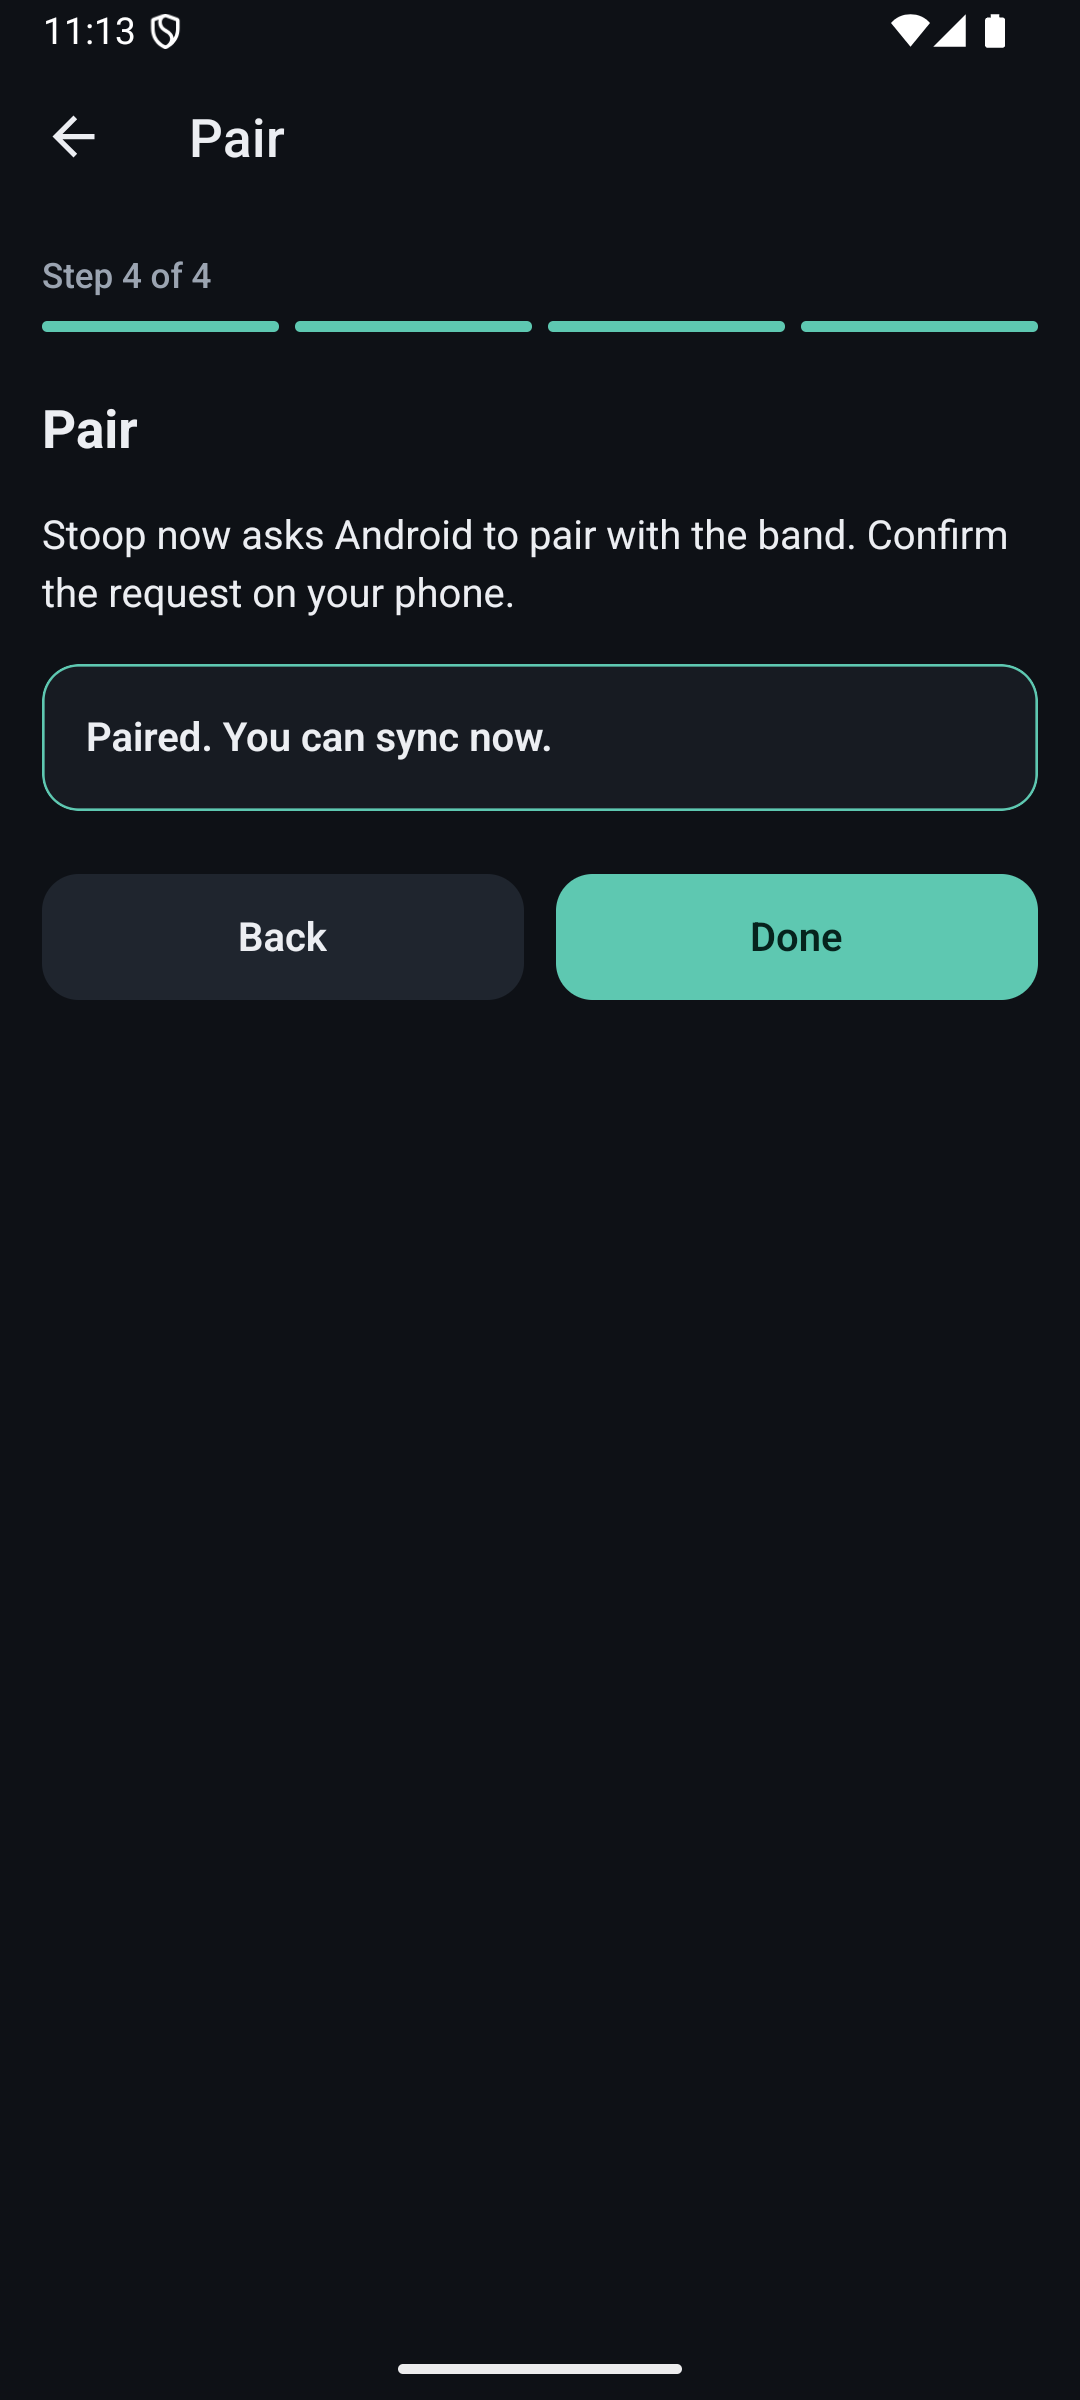 11:13
Pair
Step 4 of 4
Pair
Stoop now asks Android to pair with the band. Confirm
the request on your phone.
Paired. You can sync now.
Back
Done